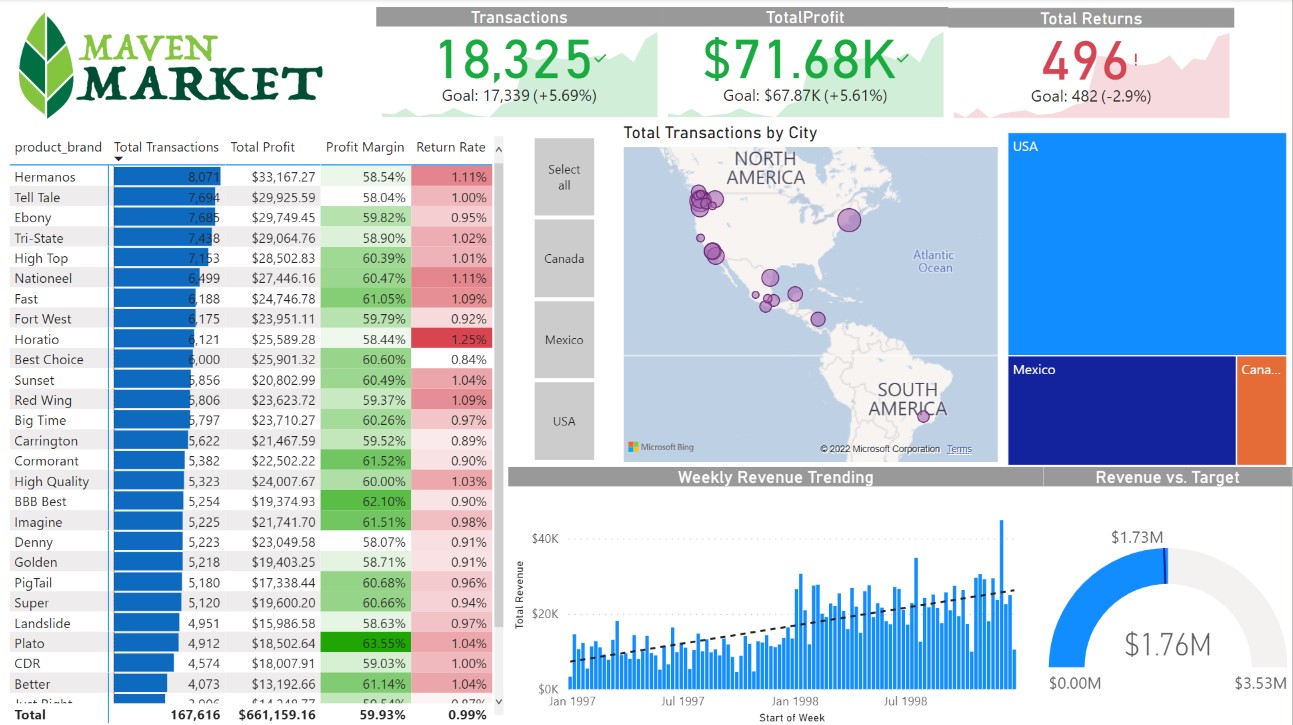 MAVEN
MARKET
Transactions
18,325
Goal: 17,339 (+5.69%)
TotalProfit
$71.68K
Goal: $67.87K (+5.61%)
Total Returns
496!
Goal: 482 (-2.9%)
product_brand Total Transactions Total Profit Profit Margin Return Rate
Hermanos 8,071 $33,167.27 58.54% 1.11%
Tell Tale 7,694 $29,925.59 58.04% 1.00%
Ebony 7,685 $29,749.45 59.82% 0.95%
Tri-State 7,438 $29,064.76 58.90% 1.02%
High Top 7,153 $28,502.83 60.39% 1.01%
Nationeel 6,499 $27,446.16 60.47% 1.11%
Fast 6,188 $24,746.78 61.05% 1.09%
Fort West 6,175 $23,951.11 59.79% 0.92%
Horatio 6,121 $25,589.28 58.44% 1.25%
Best Choice 6,000 $25,901.32 60.60% 0.84%
Sunset 5,856 $20,802.99 60.49% 1.04%
Red Wing 5,806 $23,623.72 59.37% 1.09%
Big Time 5,797 $23,710.27 60.26% 0.97%
Carrington 5,622 $21,467.59 59.52% 0.89%
Cormorant 5,382 $22,502.22 61.52% 0.90%
High Quality 5,323 $24,007.67 60.00% 1.03%
BBB Best 5,254 $19,374.93 62.10% 0.90%
Imagine 5,225 $21,741.70 61.51% 0.98%
Denny 5,223 $23,049.58 58.07% 0.91%
Golden 5,218 $19,403.25 58.71% 0.91%
PigTail 5,180 $17,338.44 60.68% 0.96%
Super 5,120 $19,600.20 60.66% 0.94%
Landslide 4,951 $15,986.58 58.63% 0.97%
Plato 4,912 $18,502.64 63.55% 1.04%
CDR 4,574 $18,007.91 59.03% 1.00%
Better 4,073 $13,192.66 61.14% 1.04%
Total 167,616 $661,159.16 59.93% 0.99%
Select
all
Canada
Mexico
USA
Total Transactions by City
NORTH
AMERICA
Atlantic
Ocean
SOUTH
AMERICA
Microsoft Bing
© 2022 Microsoft Corporation Terms
USA
Mexico
Cana...
Weekly Revenue Trending
Total Revenue
$40K
$20K
$0K
Jan 1997 Jul 1997 Jan 1998 Jul 1998
Start of Week
Revenue vs. Target
$1.73M
$1.76M
$0.00M $3.53M